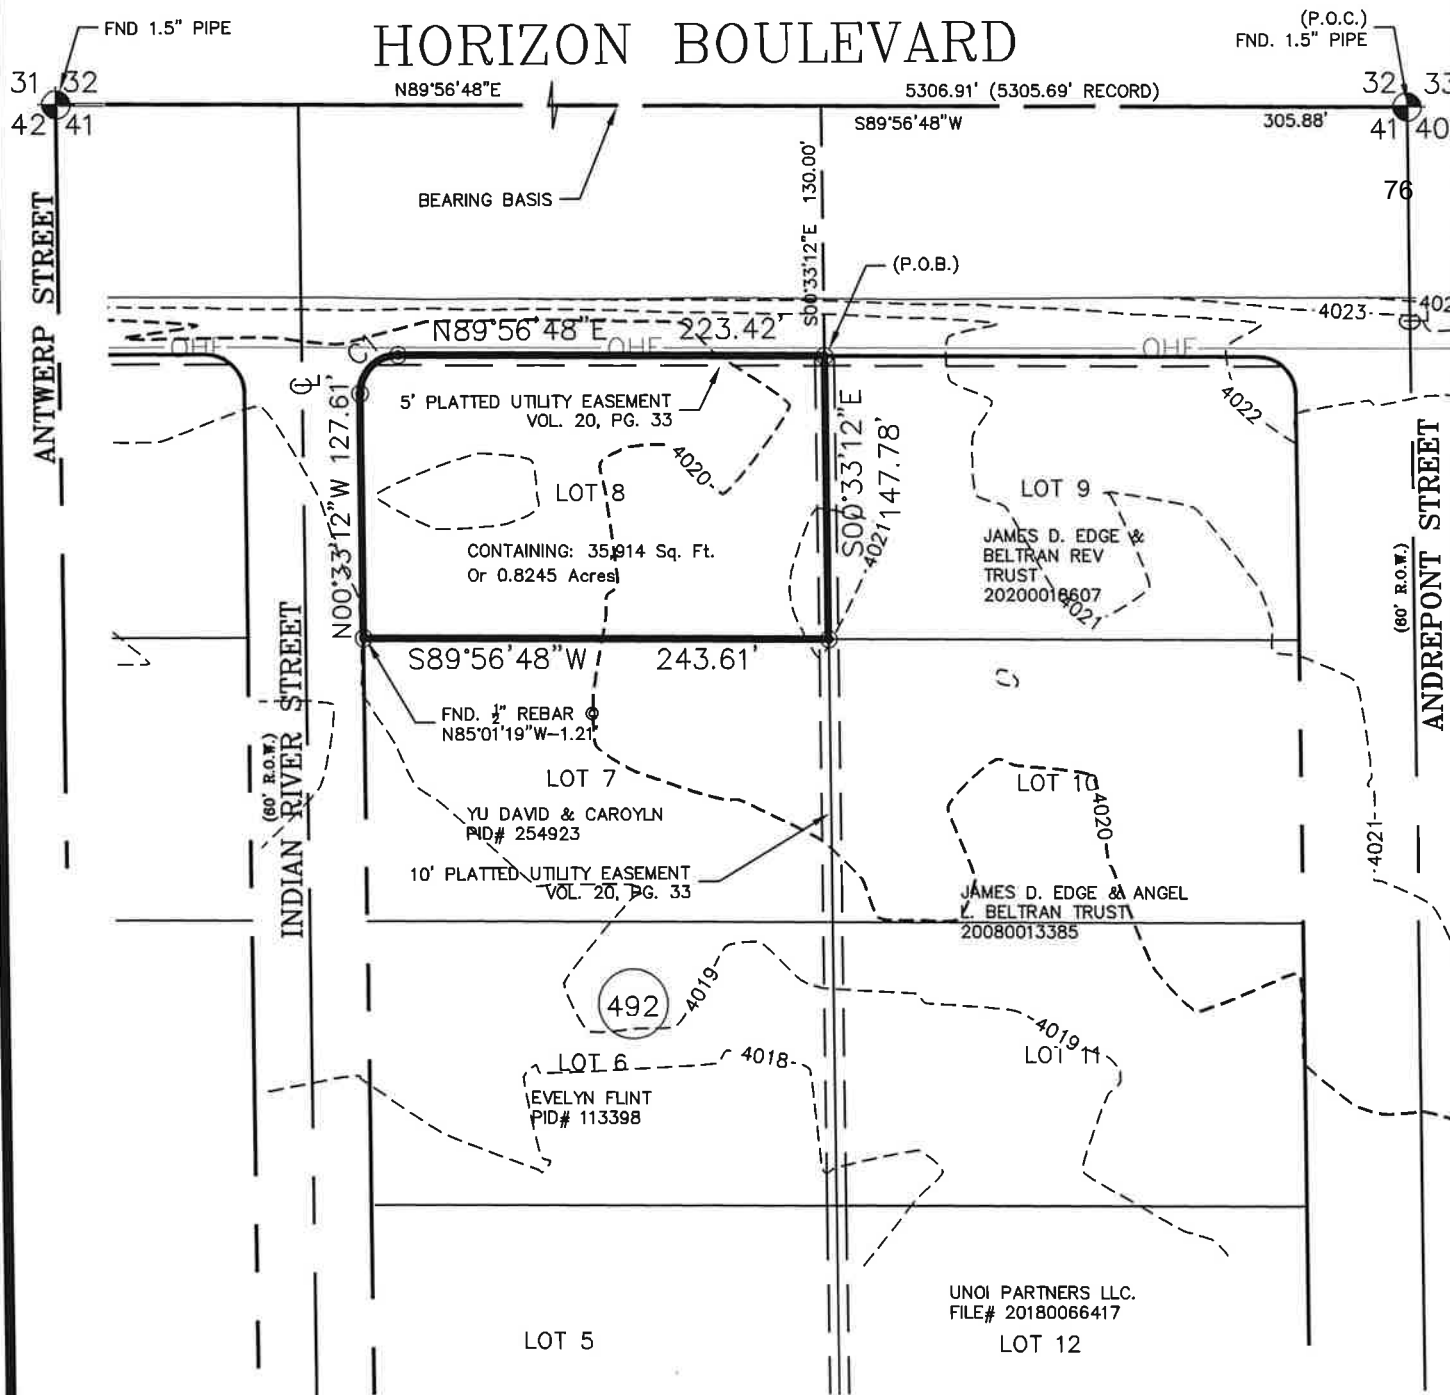 FND 1.5" PIPE
HORIZON BOULEVARD
(P.O.C.)
FND. 1.5" PIPE
31 32
42 41
N89°56'48"E
5306.91' (5305.69' RECORD)
S89°56'48"W
305.88'
32 33
41 40
76
BEARING BASIS
S00°33'12"E 130.00'
(P.O.B.)
ANTWERP STREET
4023
402
N89°56'48"E 223.42'
C1
OHE
OHE
OHE
℄
5' PLATTED UTILITY EASEMENT
VOL. 20, PG. 33
N00°33'12"W 127.61'
S00°33'12"E
147.78'
4020
4022
LOT 8
CONTAINING: 35,914 Sq. Ft.
Or 0.8245 Acres
4021
LOT 9
JAMES D. EDGE &
BELTRAN REV
TRUST
20200018607
4021
ANDREPONT STREET
(60' R.O.W.)
S89°56'48"W 243.61'
FND. ½" REBAR
N85°01'19"W-1.21'
INDIAN RIVER STREET
(60' R.O.W.)
LOT 7
YU DAVID & CAROYLN
PID# 254923
10' PLATTED UTILITY EASEMENT
VOL. 20, PG. 33
LOT 10
4020
4021
JAMES D. EDGE & ANGEL
L. BELTRAN TRUST
20080013385
492
4019
4019
LOT 6
4018
LOT 11
EVELYN FLINT
PID# 113398
UNOI PARTNERS LLC.
FILE# 20180066417
LOT 5
LOT 12